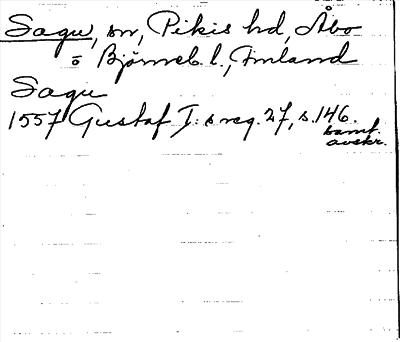 Sagu, sn, Pikis hd, Åbo
o Björneb. l., Finland
Sagu
1557 Gustaf I:s reg. 27, s. 146.
samt.
avskr.